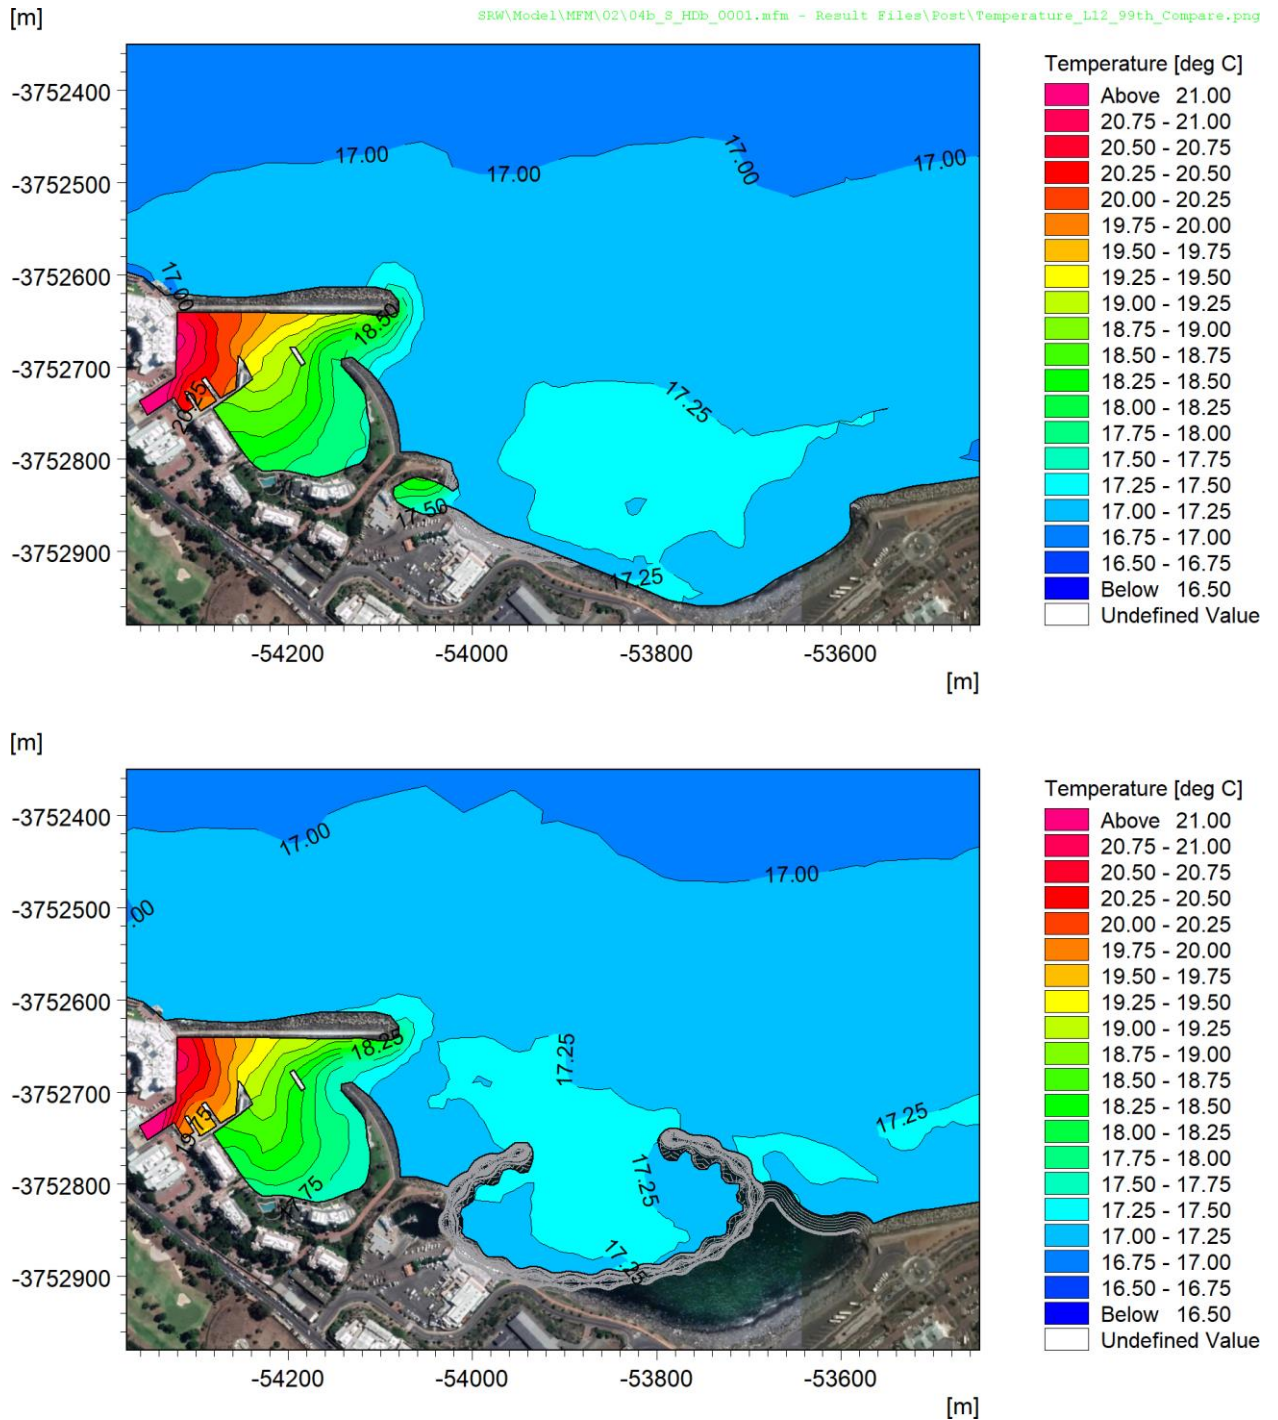 [m]
SRW\Model\MFM\02\04b_S_HDb_0001.mfm - Result Files\Post\Temperature_L12_99th_Compare.png
Temperature [deg C]
Above 21.00
20.75 - 21.00
20.50 - 20.75
20.25 - 20.50
20.00 - 20.25
19.75 - 20.00
19.50 - 19.75
19.25 - 19.50
19.00 - 19.25
18.75 - 19.00
18.50 - 18.75
18.25 - 18.50
18.00 - 18.25
17.75 - 18.00
17.50 - 17.75
17.25 - 17.50
17.00 - 17.25
16.75 - 17.00
16.50 - 16.75
Below 16.50
Undefined Value
-3752400
-3752500
-3752600
-3752700
-3752800
-3752900
17.00
17.00
17.00
17.00
17.00
18.50
20.25
17.25
17.50
17.25
-54200 -54000 -53800 -53600
[m]
[m]
Temperature [deg C]
Above 21.00
20.75 - 21.00
20.50 - 20.75
20.25 - 20.50
20.00 - 20.25
19.75 - 20.00
19.50 - 19.75
19.25 - 19.50
19.00 - 19.25
18.75 - 19.00
18.50 - 18.75
18.25 - 18.50
18.00 - 18.25
17.75 - 18.00
17.50 - 17.75
17.25 - 17.50
17.00 - 17.25
16.75 - 17.00
16.50 - 16.75
Below 16.50
Undefined Value
-3752400
-3752500
-3752600
-3752700
-3752800
-3752900
17.00
17.00
.00
18.25
17.25
17.25
19.75
17.25
17.25
-54200 -54000 -53800 -53600
[m]